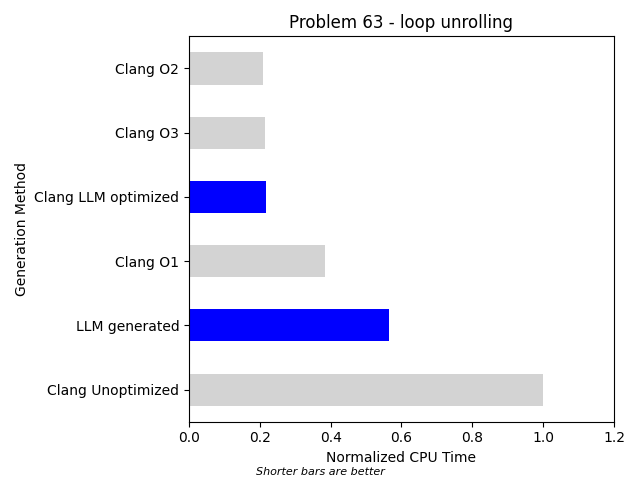 Problem 63 - loop unrolling
Clang O2
Clang O3
Clang LLM optimized
Clang O1
LLM generated
Clang Unoptimized
Generation Method
0.0 0.2 0.4 0.6 0.8 1.0 1.2
Normalized CPU Time
Shorter bars are better